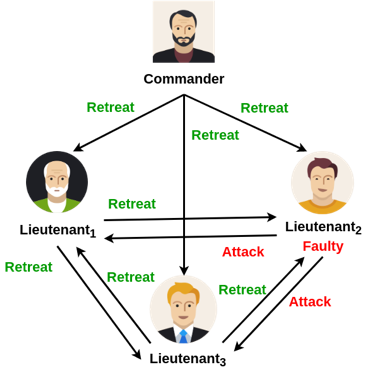 Commander
Retreat
Retreat
Retreat
Retreat
Lieutenant1
Lieutenant2
Faulty
Attack
Retreat
Retreat
Retreat
Attack
Lieutenant3